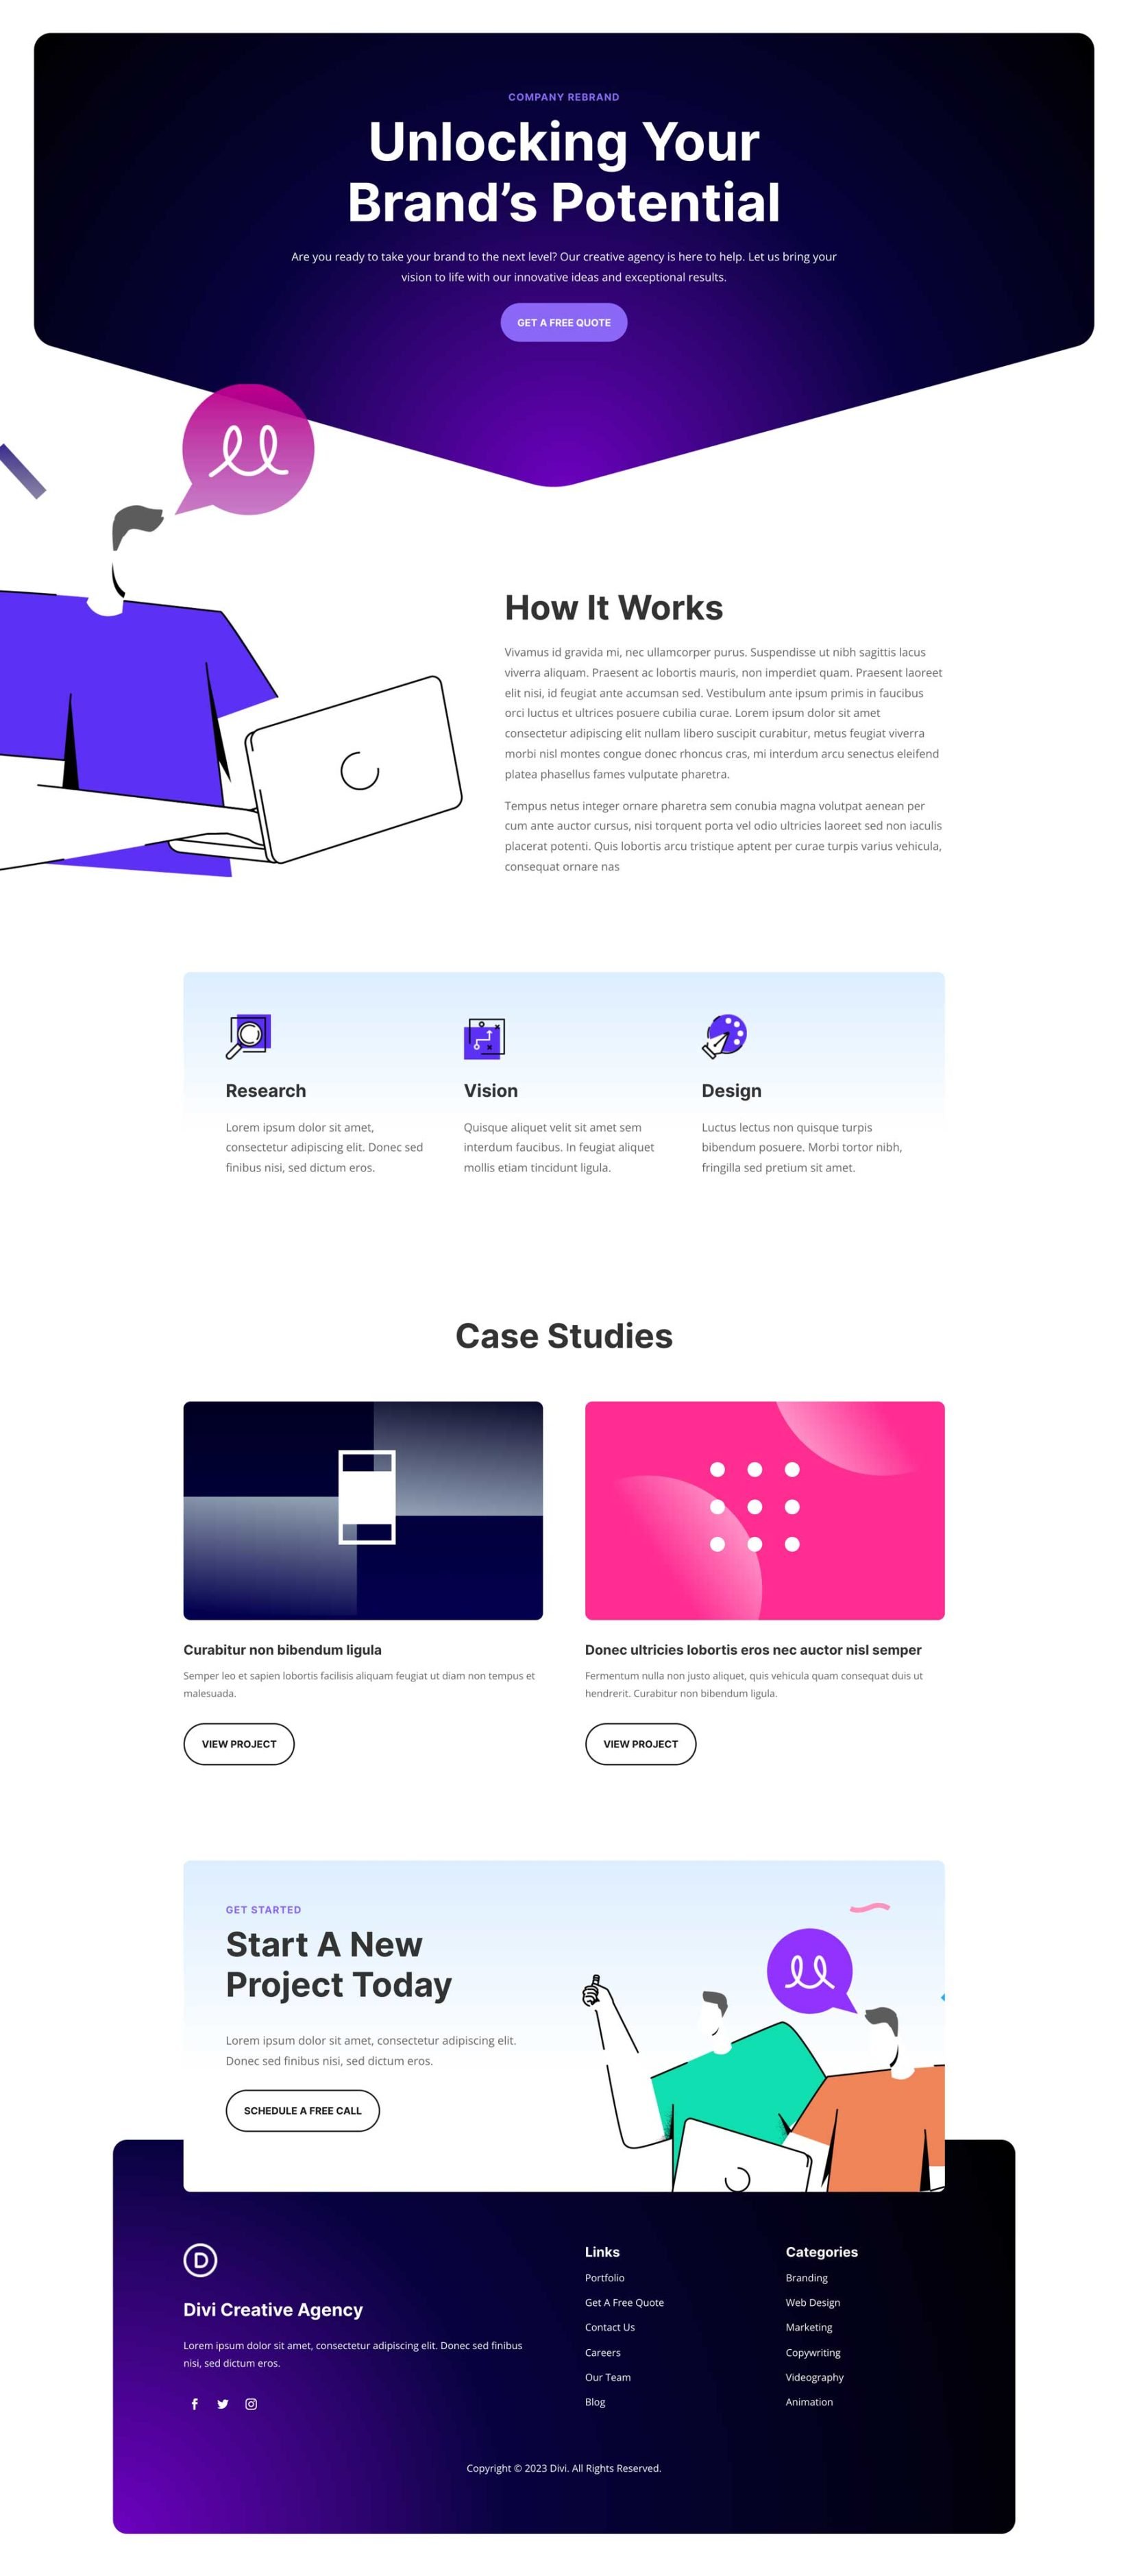 COMPANY REBRAND
Unlocking Your
Brand’s Potential
Are you ready to take your brand to the next level? Our creative agency is here to help. Let us bring your
vision to life with our innovative ideas and exceptional results.
GET A FREE QUOTE
How It Works
Vivamus id gravida mi, nec ullamcorper purus. Suspendisse ut nibh sagittis lacus
viverra aliquam. Praesent ac lobortis mauris, non imperdiet quam. Praesent laoreet
elit nisi, id feugiat ante accumsan sed. Vestibulum ante ipsum primis in faucibus
orci luctus et ultrices posuere cubilia curae. Lorem ipsum dolor sit amet
consectetur adipiscing elit nullam libero suscipit curabitur, metus feugiat viverra
morbi nisl montes congue donec rhoncus cras, mi interdum arcu senectus eleifend
platea phasellus fames vulputate pharetra.
Tempus netus integer ornare pharetra sem conubia magna volutpat aenean per
cum ante auctor cursus, nisi torquent porta vel odio ultricies laoreet sed non iaculis
placerat potenti. Quis lobortis arcu tristique aptent per curae turpis varius vehicula,
consequat ornare nas
Research
Lorem ipsum dolor sit amet,
consectetur adipiscing elit. Donec sed
finibus nisi, sed dictum eros.
Vision
Quisque aliquet velit sit amet sem
interdum faucibus. In feugiat aliquet
mollis etiam tincidunt ligula.
Design
Luctus lectus non quisque turpis
bibendum posuere. Morbi tortor nibh,
fringilla sed pretium sit amet.
Case Studies
Curabitur non bibendum ligula
Semper leo et sapien lobortis facilisis aliquam feugiat ut diam non tempus et
malesuada.
VIEW PROJECT
Donec ultricies lobortis eros nec auctor nisl semper
Fermentum nulla non justo aliquet, quis vehicula quam consequat duis ut
hendrerit. Curabitur non bibendum ligula.
VIEW PROJECT
GET STARTED
Start A New
Project Today
Lorem ipsum dolor sit amet, consectetur adipiscing elit.
Donec sed finibus nisi, sed dictum eros.
SCHEDULE A FREE CALL
D
Divi Creative Agency
Lorem ipsum dolor sit amet, consectetur adipiscing elit. Donec sed finibus
nisi, sed dictum eros.
Links
Portfolio
Get A Free Quote
Contact Us
Careers
Our Team
Blog
Categories
Branding
Web Design
Marketing
Copywriting
Videography
Animation
Copyright © 2023 Divi. All Rights Reserved.